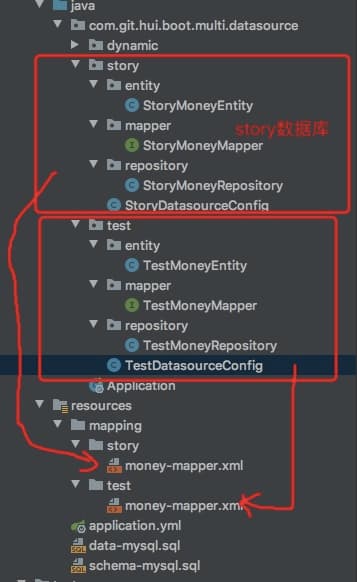 java
com.git.hui.boot.multi.datasource
dynamic
story
entity
StoryMoneyEntity
mapper
story数据库
StoryMoneyMapper
repository
StoryMoneyRepository
StoryDatasourceConfig
test
entity
TestMoneyEntity
mapper
TestMoneyMapper
repository
TestMoneyRepository
TestDatasourceConfig
Application
resources
mapping
story
money-mapper.xml
test
money-mapper.xml
application.yml
data-mysql.sql
schema-mysql.sql